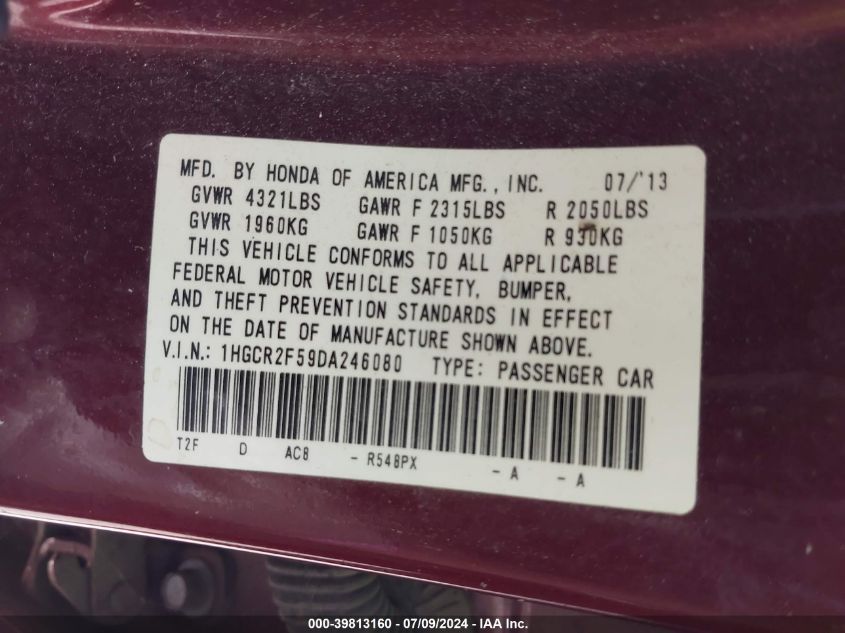 MFD. BY HONDA OF AMERICA MFG., INC. 07/'13
GVWR 4321LBS GAWR F 2315LBS R 2050LBS
GVWR 1960KG GAWR F 1050KG R 930KG
THIS VEHICLE CONFORMS TO ALL APPLICABLE
FEDERAL MOTOR VEHICLE SAFETY, BUMPER,
AND THEFT PREVENTION STANDARDS IN EFFECT
ON THE DATE OF MANUFACTURE SHOWN ABOVE.
V.I.N.: 1HGCR2F59DA246080 TYPE: PASSENGER CAR
T2F D AC8 - R548PX - A - A
000-39813160 - 07/09/2024 - IAA Inc.